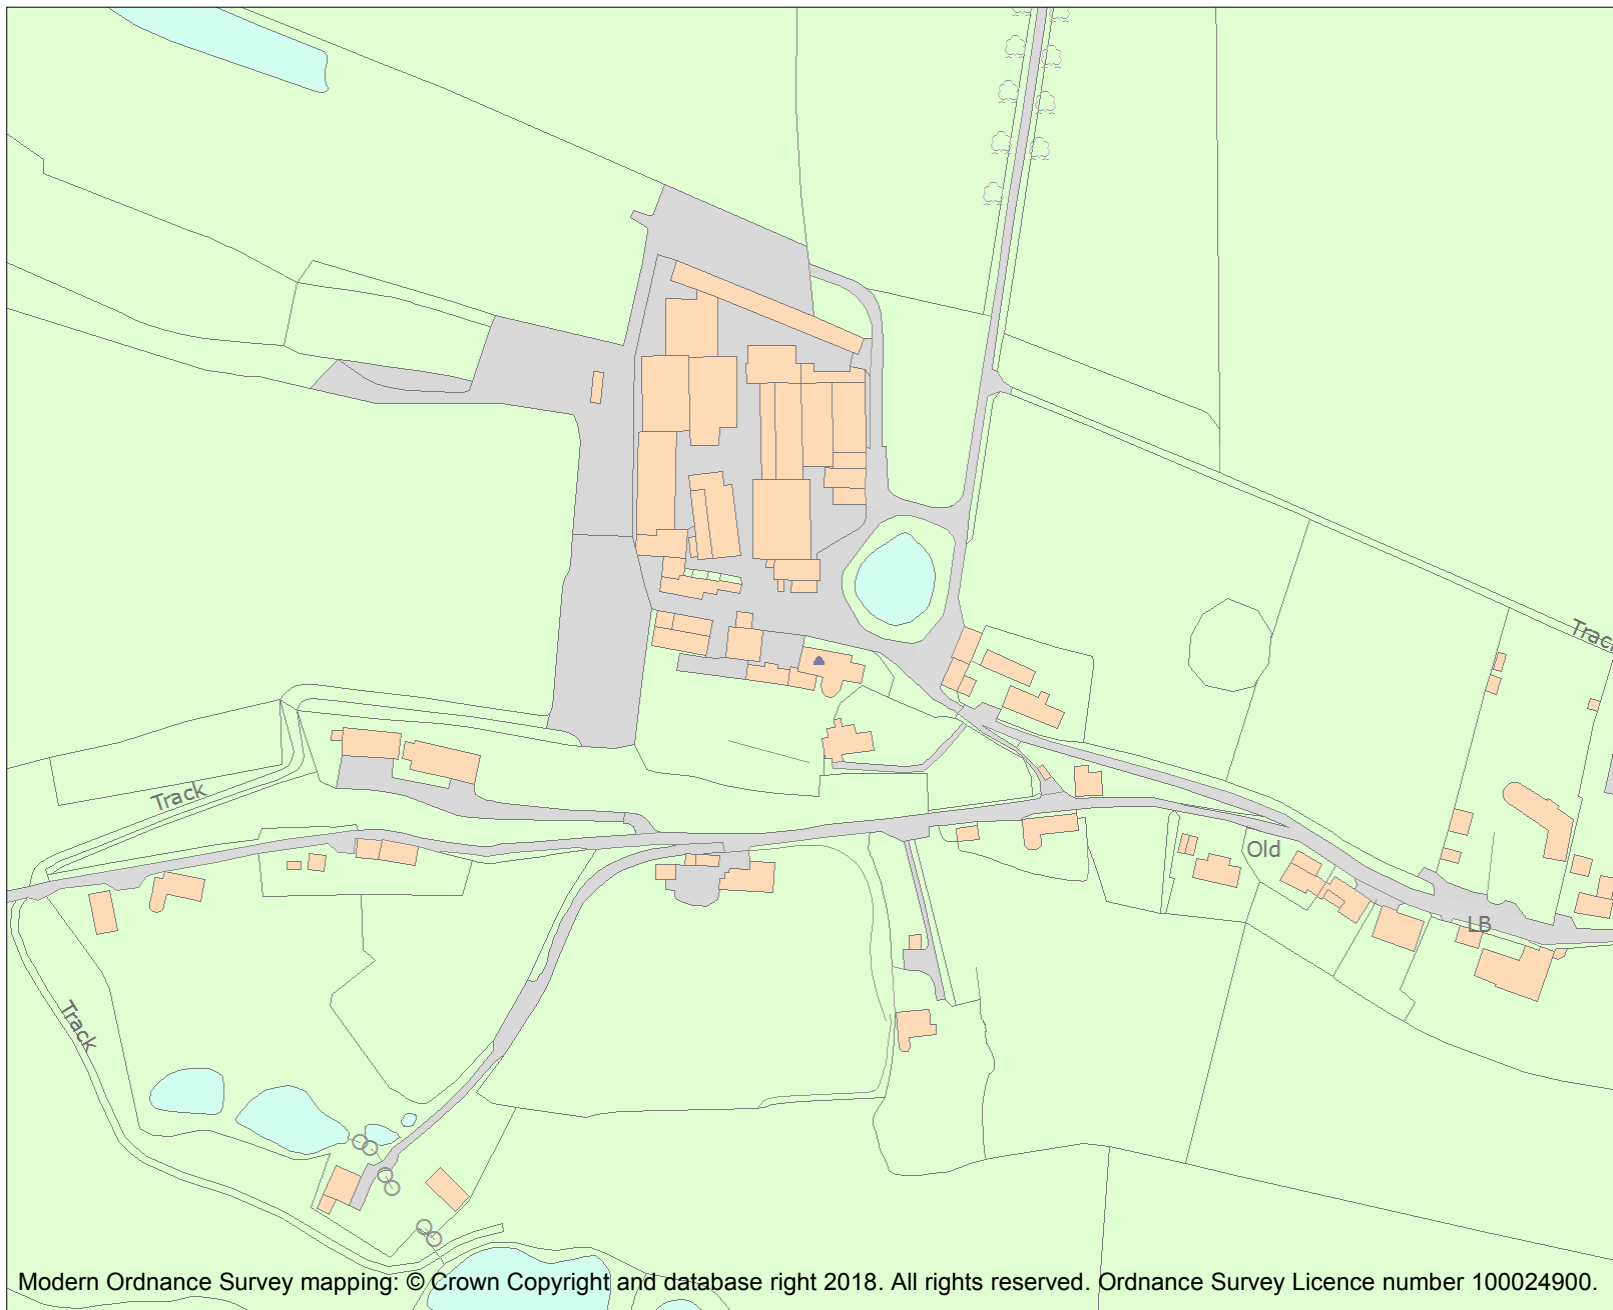 Trac
Track
Old
LB
Track
Modern Ordnance Survey mapping: © Crown Copyright and database right 2018. All rights reserved. Ordnance Survey Licence number 100024900.